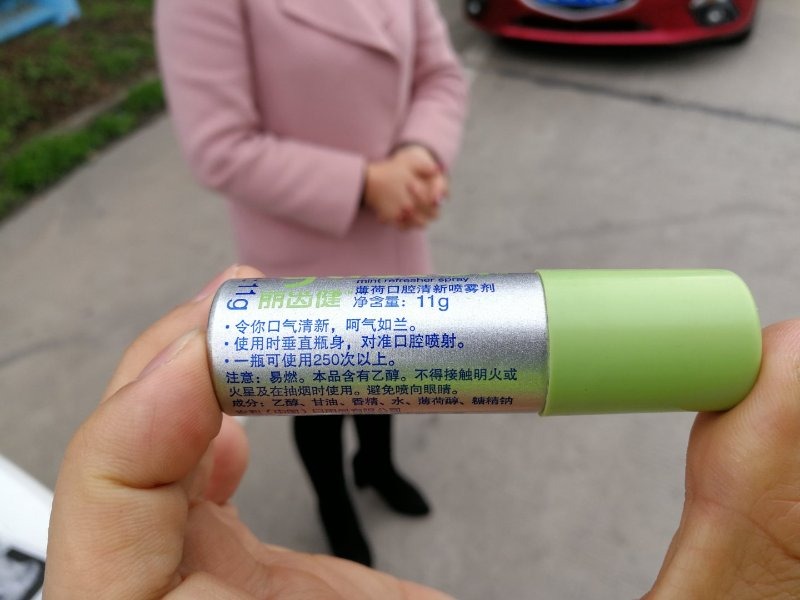 mint refresher spray
丽齿健 薄荷口腔清新喷雾剂
净含量：11g
11g
·令你口气清新，呵气如兰。
·使用时垂直瓶身，对准口腔喷射。
·一瓶可使用250次以上。
注意：易燃。本品含有乙醇。不得接触明火或
火星及在抽烟时使用。避免喷向眼睛。
成分：乙醇、甘油、香精、水、薄荷醇、糖精钠